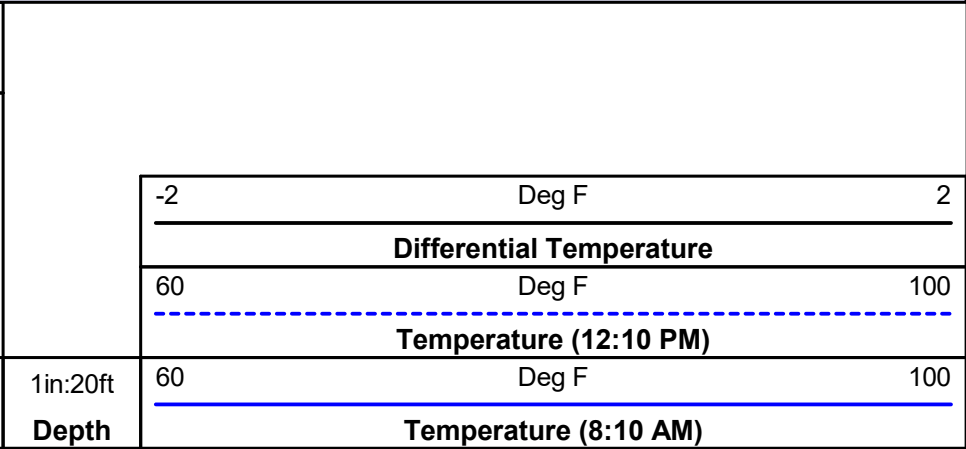 -2 Deg F 2
Differential Temperature
60 Deg F 100
Temperature (12:10 PM)
1in:20ft 60 Deg F 100
Depth Temperature (8:10 AM)